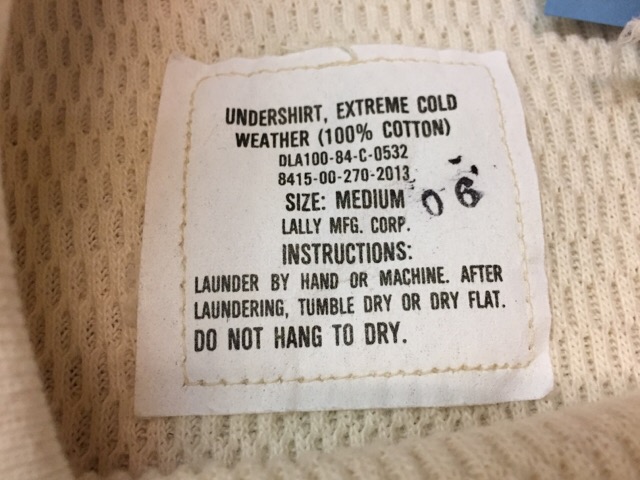 UNDERSHIRT, EXTREME COLD
WEATHER (100% COTTON)
DLA100-84-C-0532
8415-00-270-2013
SIZE: MEDIUM 06
LALLY MFG. CORP.
INSTRUCTIONS:
LAUNDER BY HAND OR MACHINE. AFTER
LAUNDERING, TUMBLE DRY OR DRY FLAT.
DO NOT HANG TO DRY.